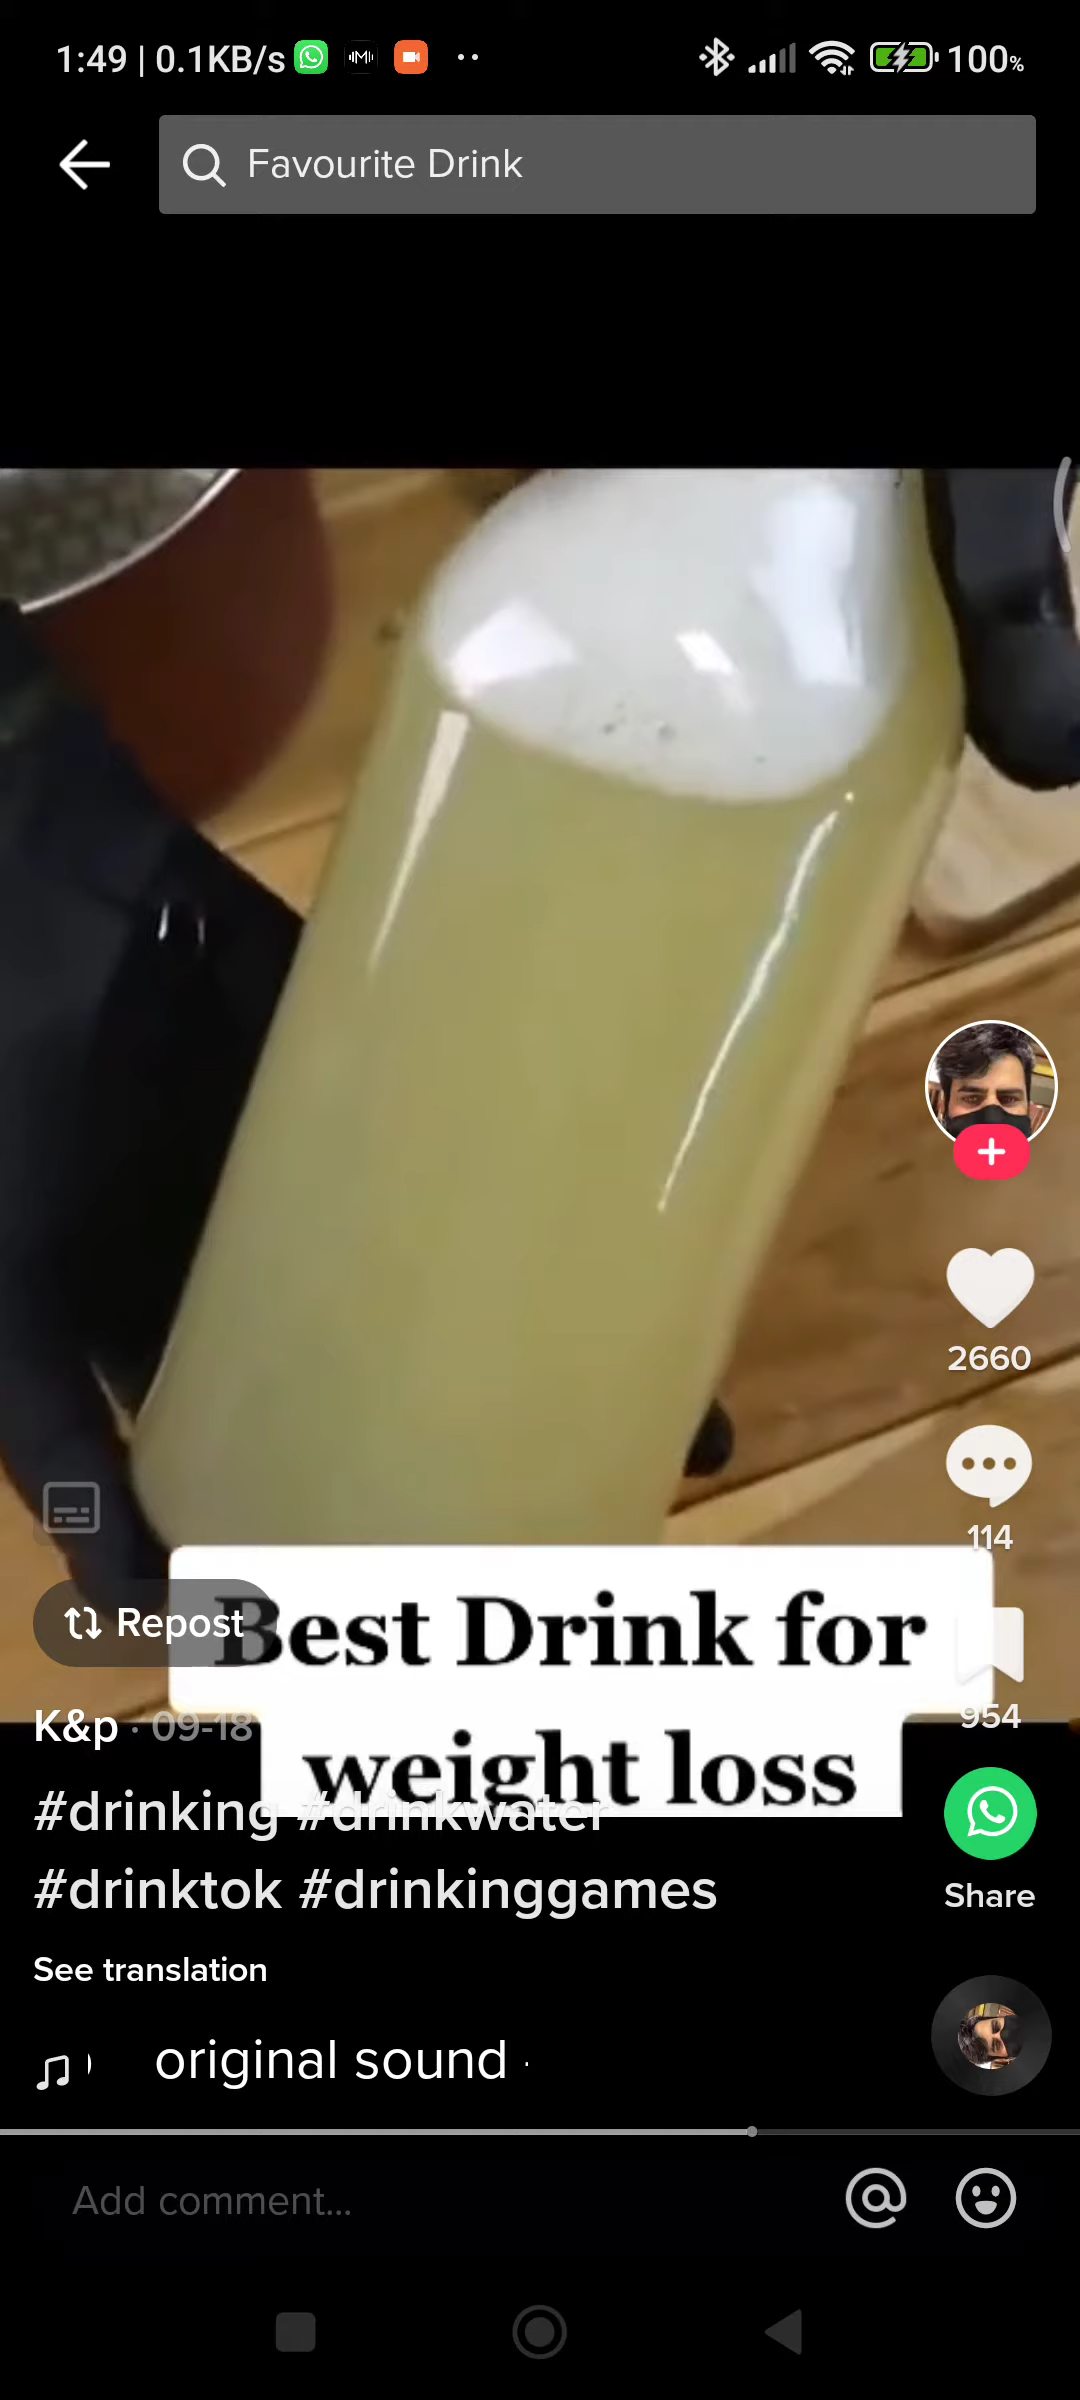 1:49 | 0.1KB/s
100%
Favourite Drink
2660
114
Best Drink for
Repost
954
K&p · 09-18
weight loss
#drinking #drinkwater
#drinktok #drinkinggames
Share
See translation
original sound ·
Add comment...